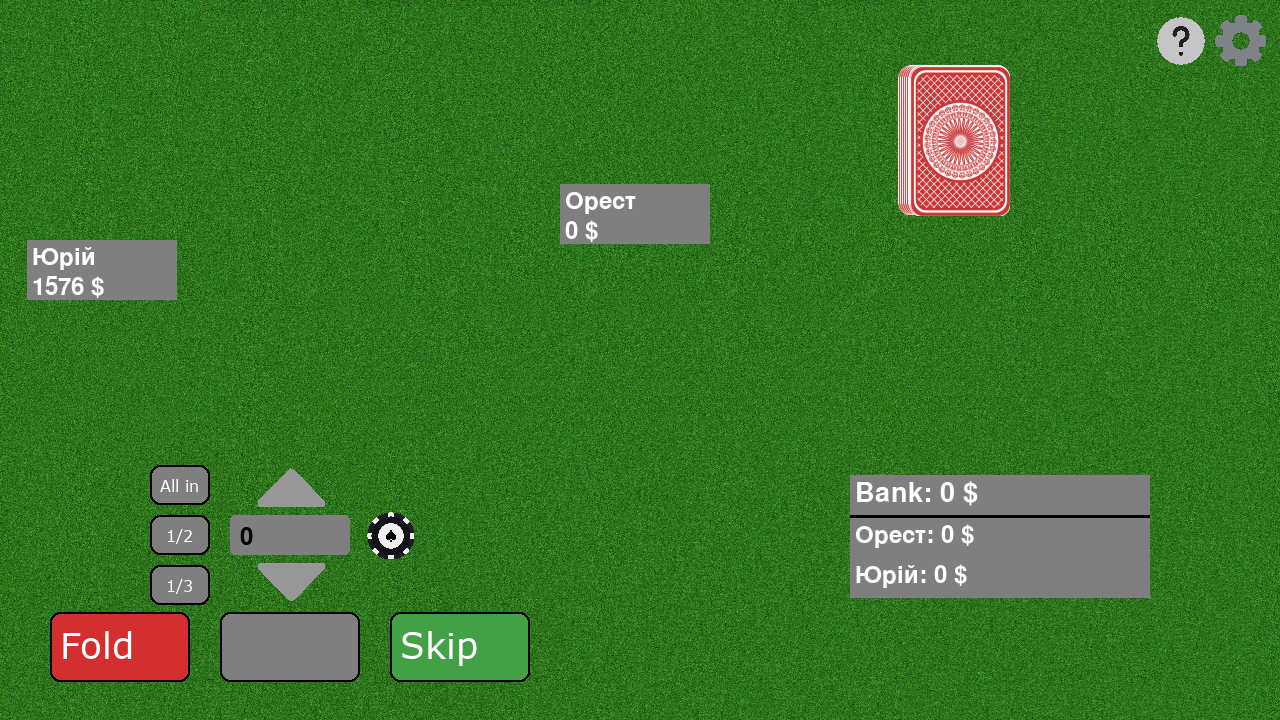 ?
Орест
0 $
Юрій
1576 $
All in
1/2
0
1/3
Bank: 0 $
Орест: 0 $
Юрій: 0 $
Fold
Skip